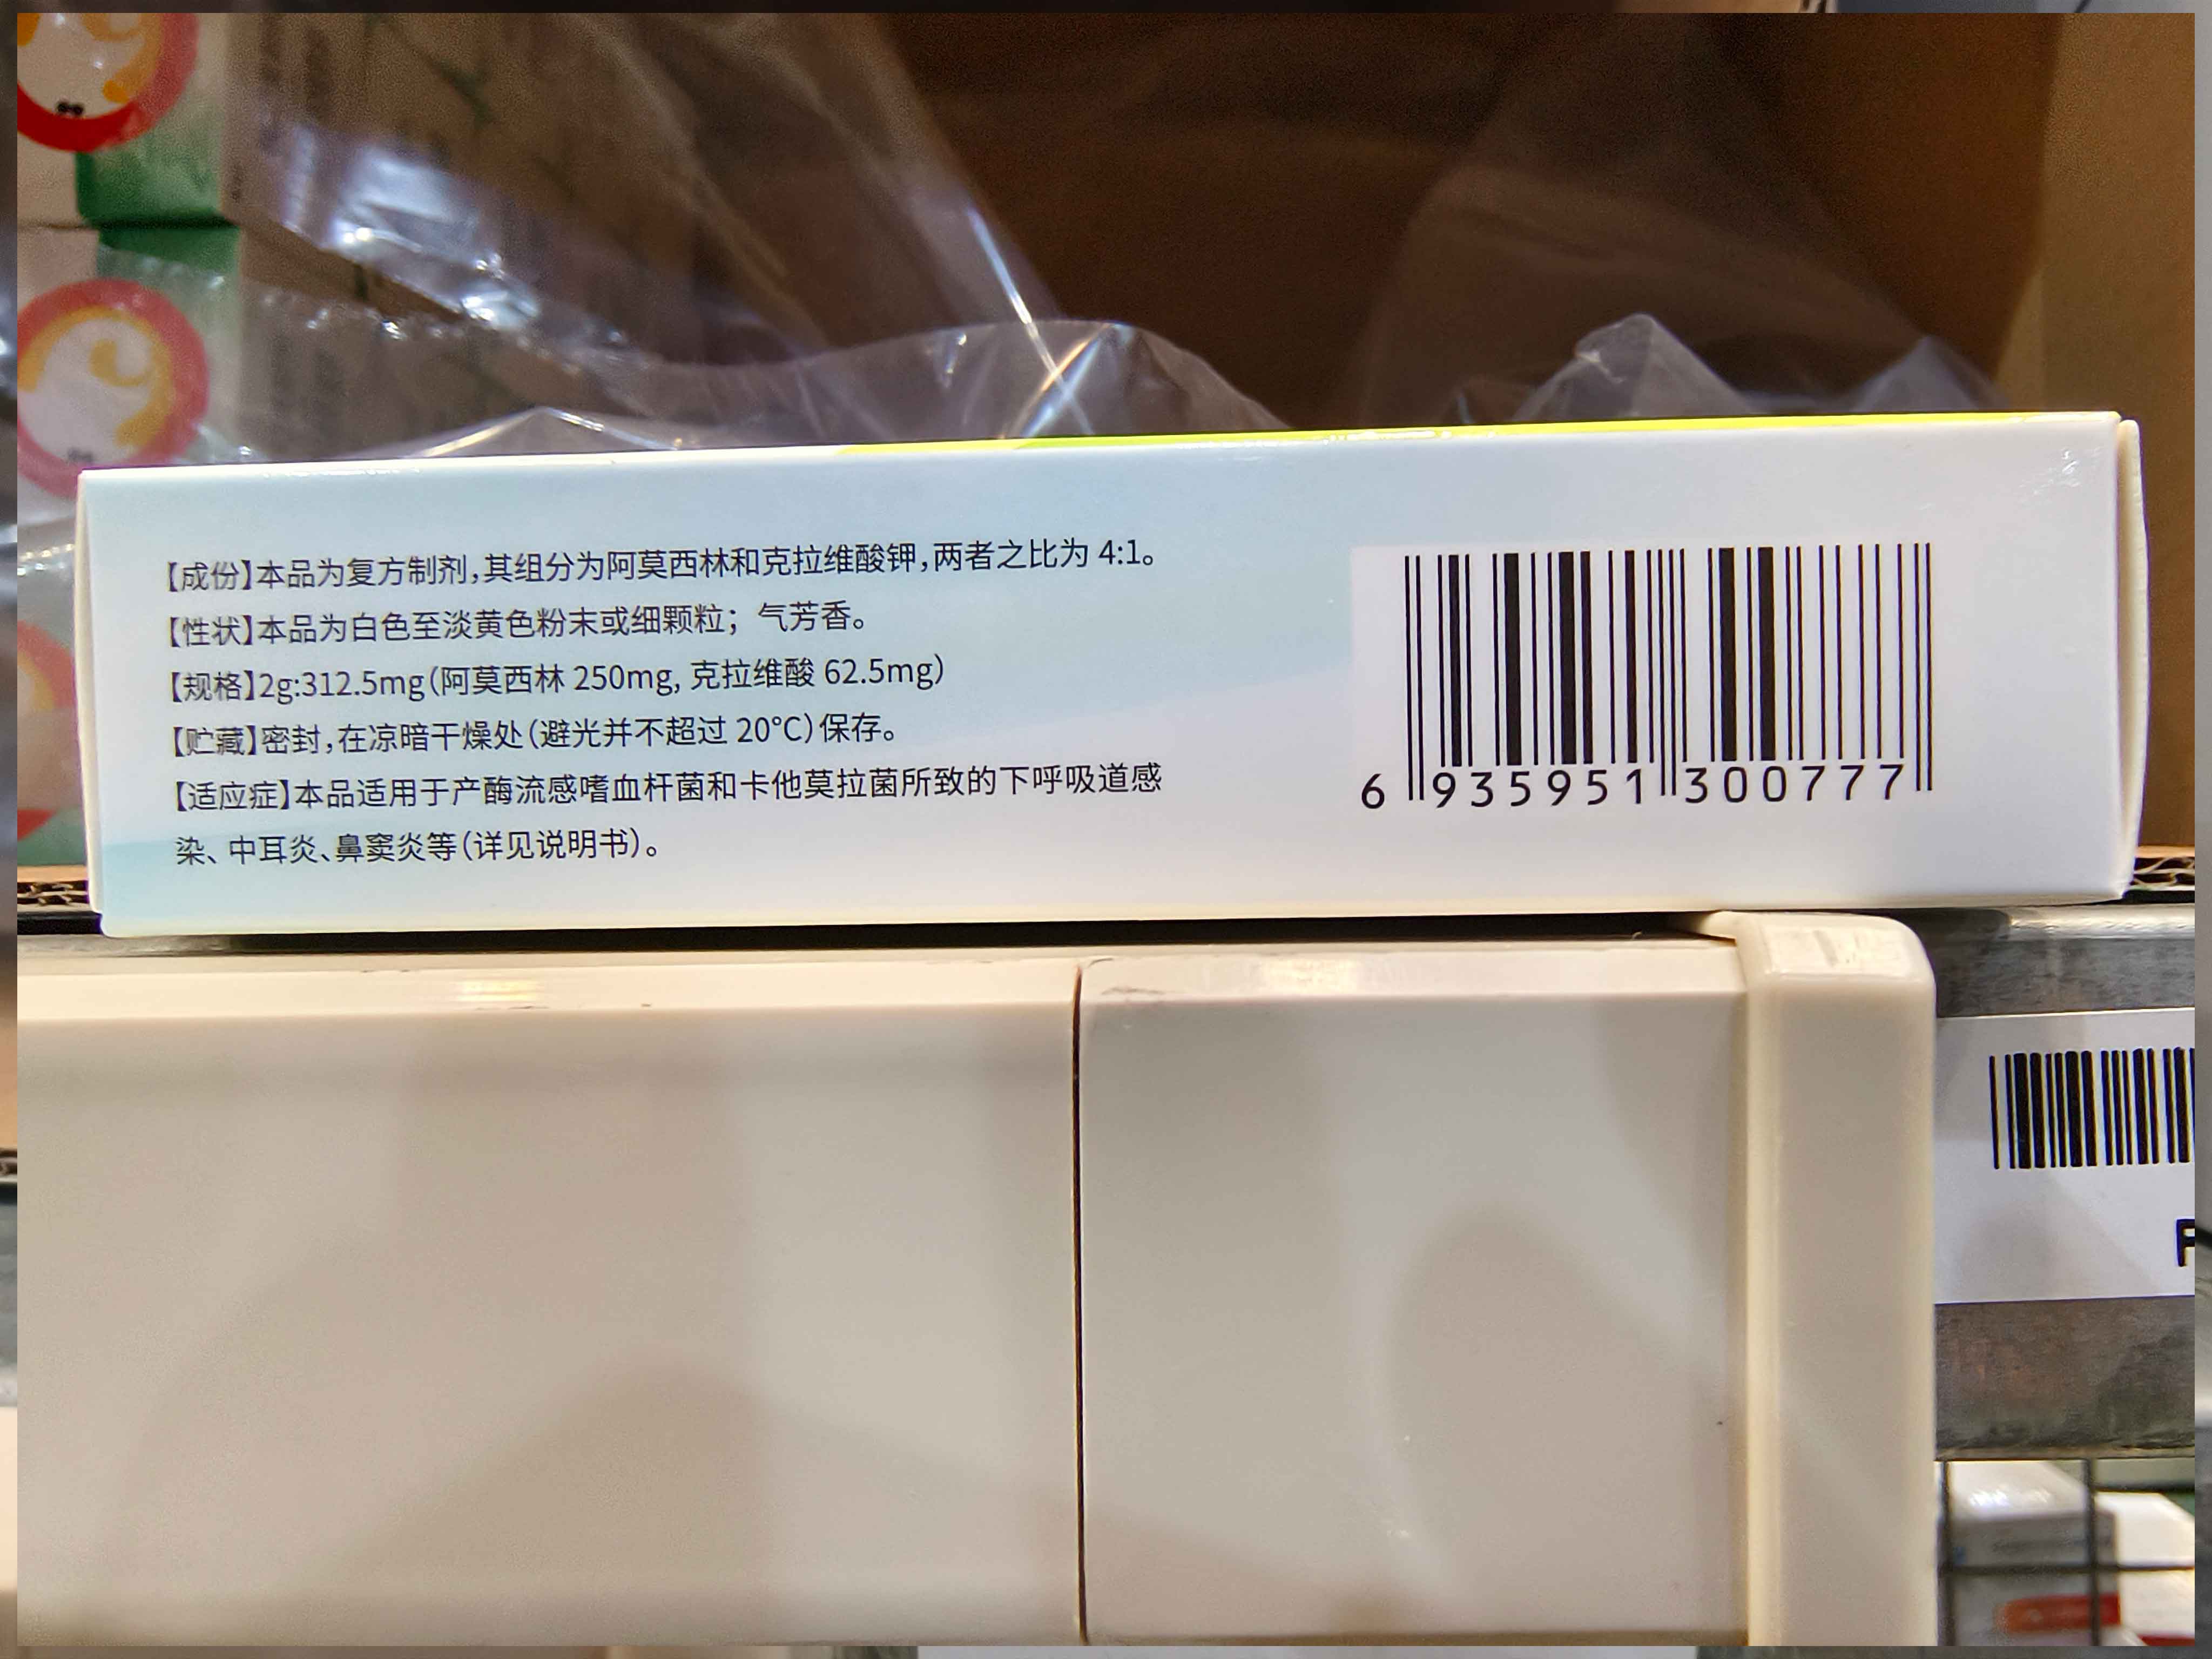 【成份】本品为复方制剂,其组分为阿莫西林和克拉维酸钾,两者之比为 4:1。
【性状】本品为白色至淡黄色粉末或细颗粒；气芳香。
【规格】2g:312.5mg(阿莫西林 250mg, 克拉维酸 62.5mg)
【贮藏】密封,在凉暗干燥处(避光并不超过 20℃)保存。
【适应症】本品适用于产酶流感嗜血杆菌和卡他莫拉菌所致的下呼吸道感
染、中耳炎、鼻窦炎等(详见说明书)。
6 935951 300777